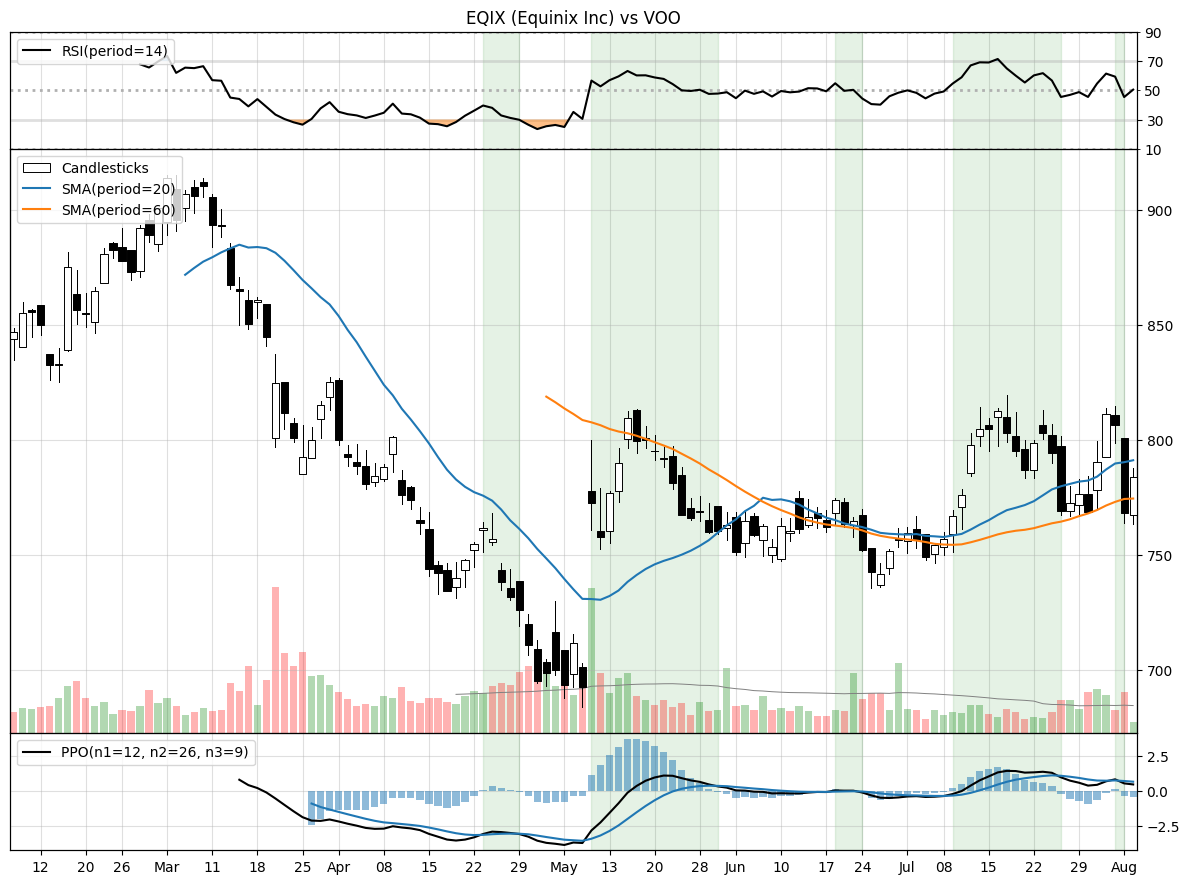 EQIX (Equinix Inc) vs VOO
RSI(period=14)
90
70
50
30
10
Candlesticks
SMA(period=20)
SMA(period=60)
900
850
800
750
700
PPO(n1=12, n2=26, n3=9)
2.5
0.0
−2.5
12 20 26 Mar 11 18 25 Apr 08 15 22 29 May 13 20 28 Jun 10 17 24 Jul 08 15 22 29 Aug